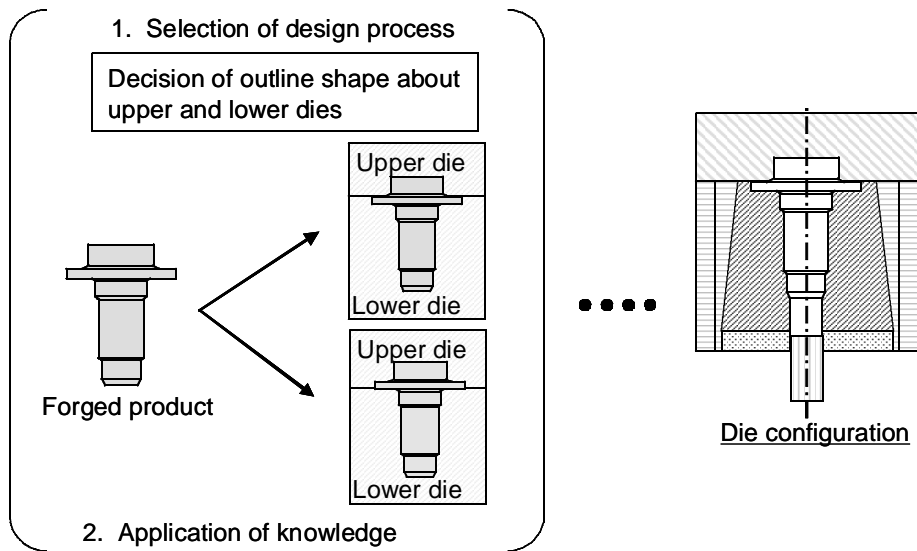 1. Selection of design process
Decision of outline shape about
upper and lower dies
Upper die
Lower die
Forged product
Upper die
Lower die
2. Application of knowledge
Die configuration